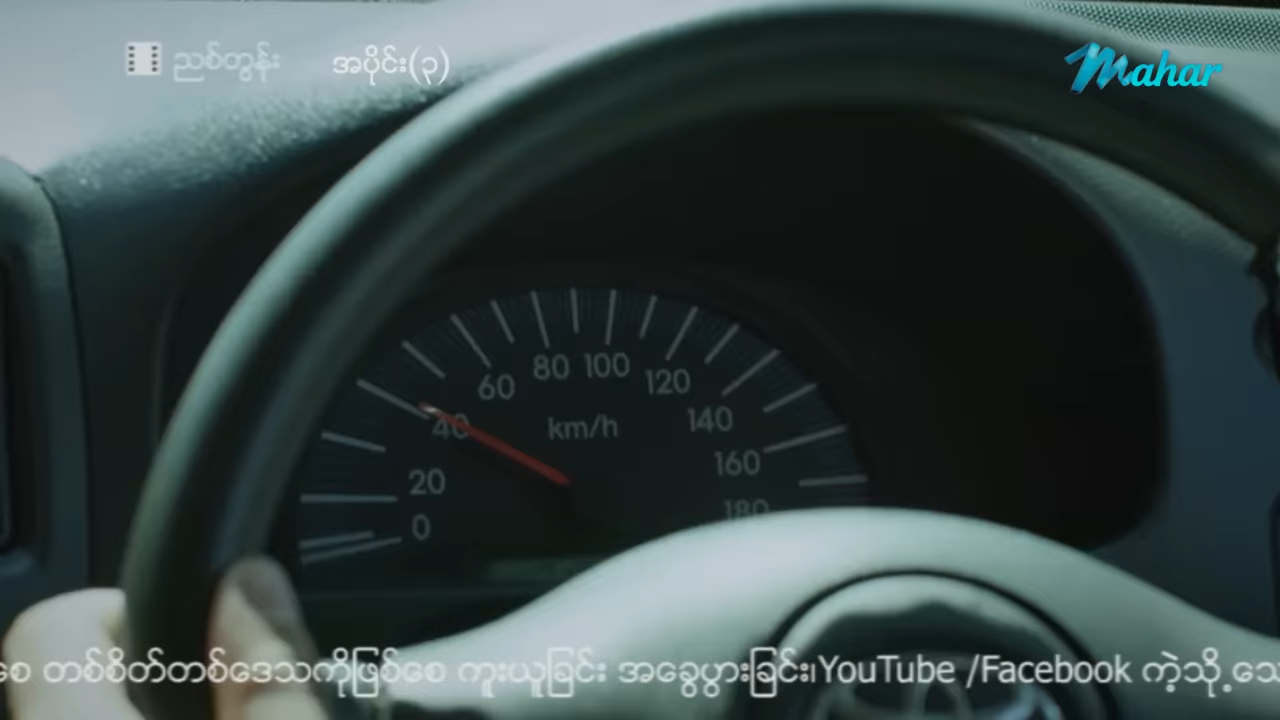 ညစ်တွန်း အပိုင်း(၃)
Mahar
80 100
60 120
40 km/h 140
20 160
0 180
စေ တစ်စိတ်တစ်ဒေသကိုဖြစ်စေ ကူးယူခြင်း အခွေပွားခြင်း၊YouTube /Facebook ကဲ့သို့